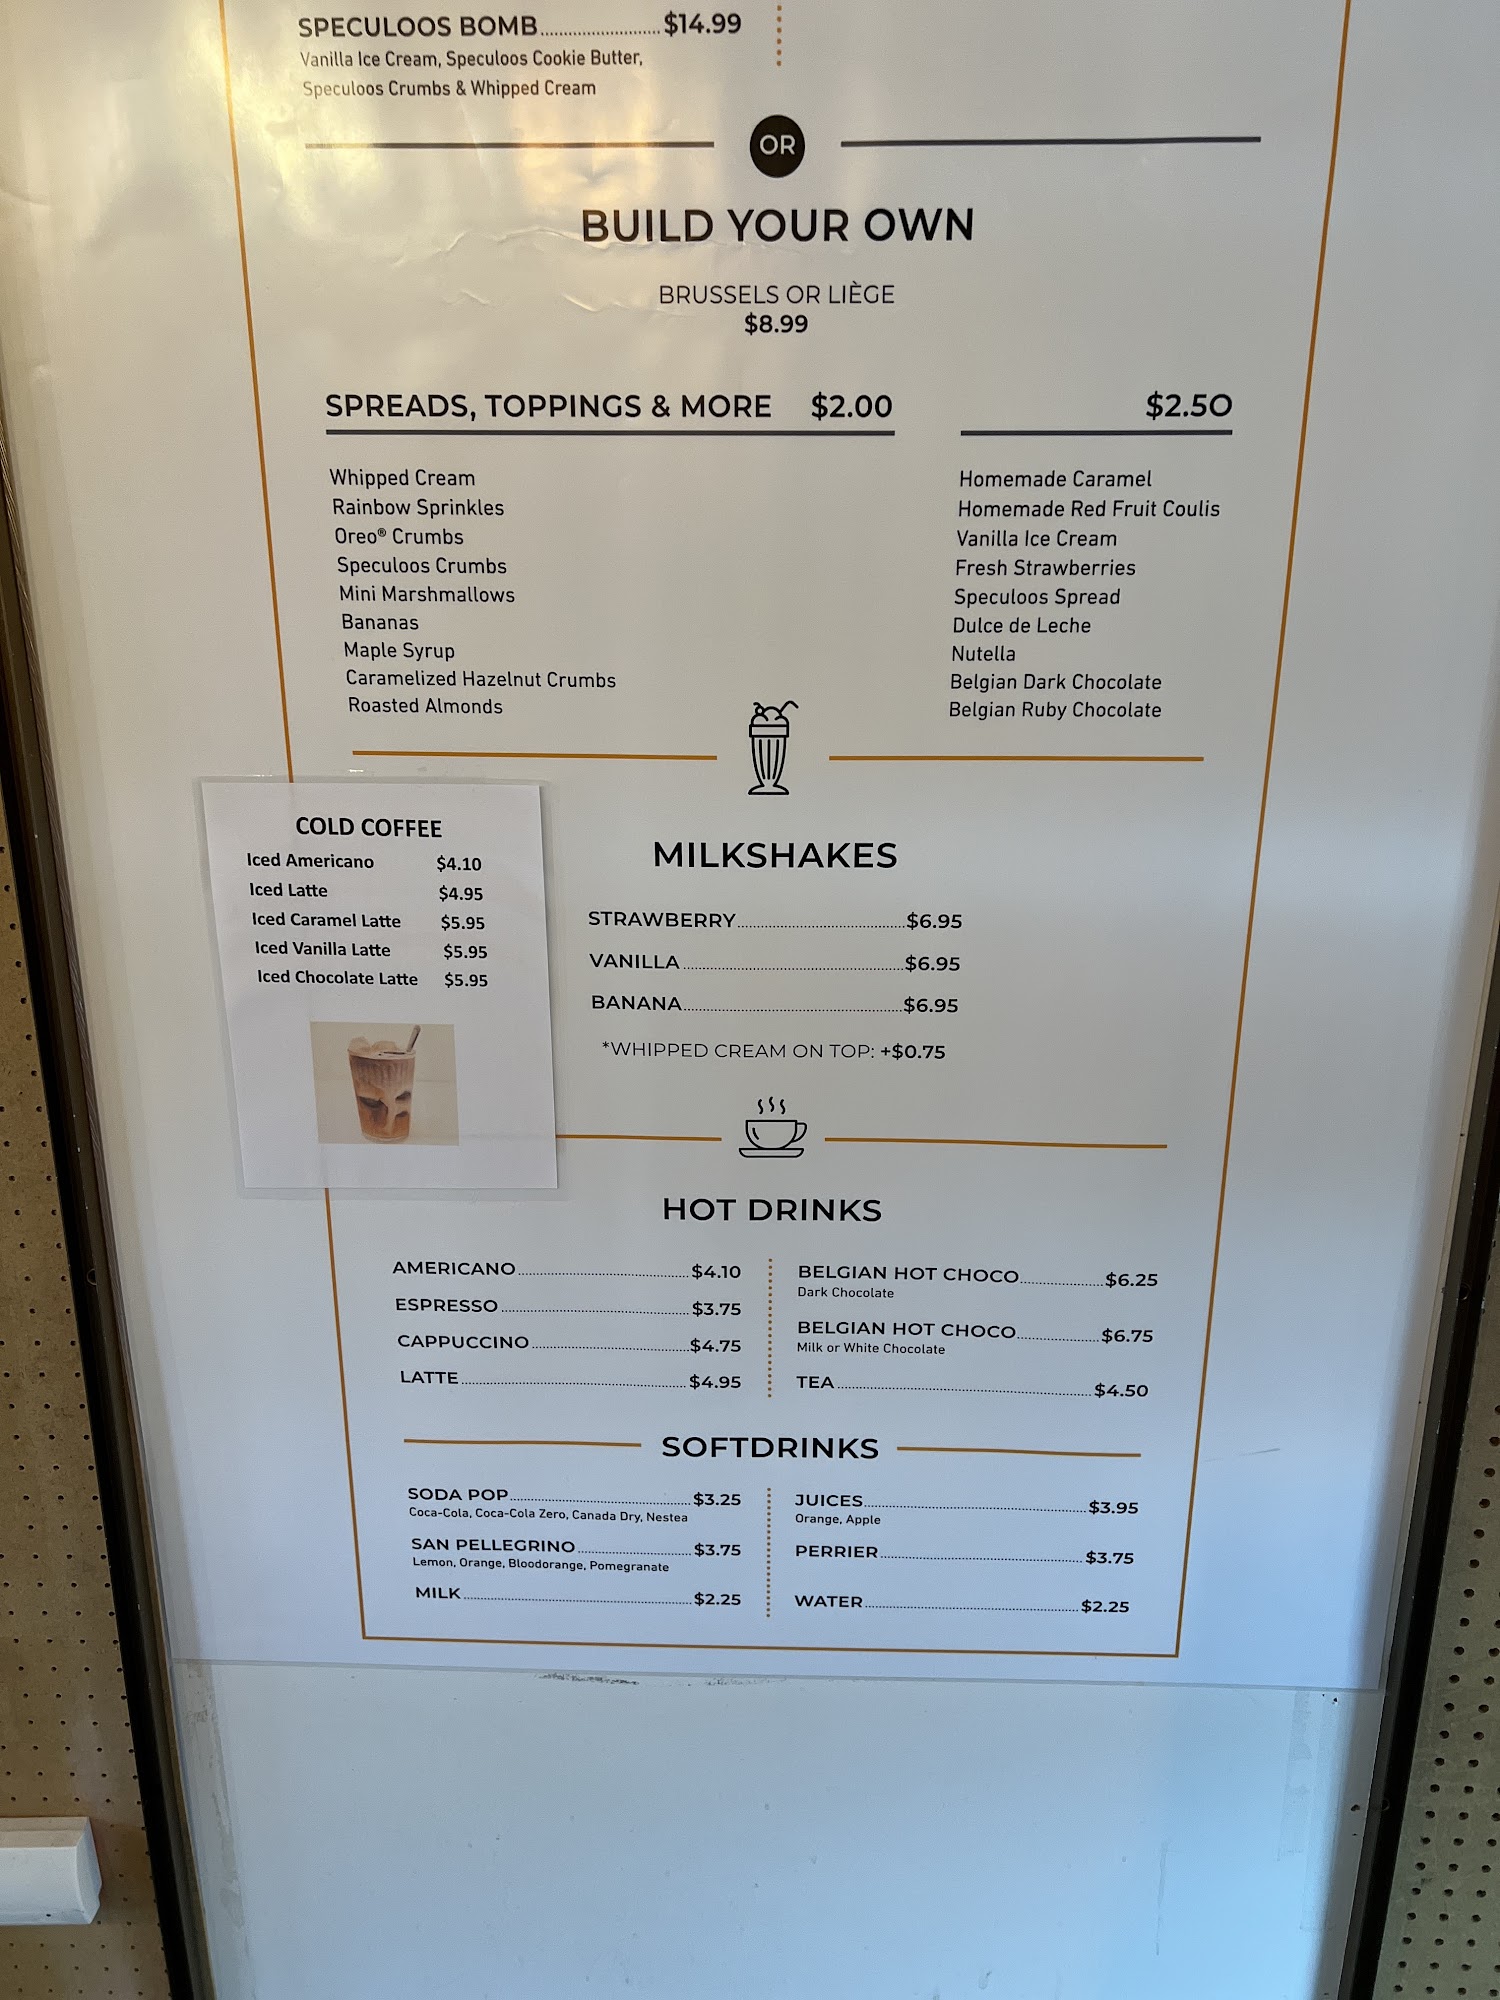 SPECULOOS BOMB............................$14.99
Vanilla Ice Cream, Speculoos Cookie Butter,
Speculoos Crumbs & Whipped Cream
OR
BUILD YOUR OWN
BRUSSELS OR LIÈGE
$8.99
SPREADS, TOPPINGS & MORE $2.00
Whipped Cream
Rainbow Sprinkles
Oreo® Crumbs
Speculoos Crumbs
Mini Marshmallows
Bananas
Maple Syrup
Caramelized Hazelnut Crumbs
Roasted Almonds
$2.50
Homemade Caramel
Homemade Red Fruit Coulis
Vanilla Ice Cream
Fresh Strawberries
Speculoos Spread
Dulce de Leche
Nutella
Belgian Dark Chocolate
Belgian Ruby Chocolate
COLD COFFEE
Iced Americano $4.10
Iced Latte $4.95
Iced Caramel Latte $5.95
Iced Vanilla Latte $5.95
Iced Chocolate Latte $5.95
MILKSHAKES
STRAWBERRY............................$6.95
VANILLA............................$6.95
BANANA............................$6.95
*WHIPPED CREAM ON TOP: +$0.75
HOT DRINKS
AMERICANO............................$4.10
ESPRESSO............................$3.75
CAPPUCCINO............................$4.75
LATTE............................$4.95
BELGIAN HOT CHOCO............................$6.25
Dark Chocolate
BELGIAN HOT CHOCO............................$6.75
Milk or White Chocolate
TEA............................$4.50
SOFTDRINKS
SODA POP............................$3.25
Coca-Cola, Coca-Cola Zero, Canada Dry, Nestea
SAN PELLEGRINO............................$3.75
Lemon, Orange, Bloodorange, Pomegranate
MILK............................$2.25
JUICES............................$3.95
Orange, Apple
PERRIER............................$3.75
WATER............................$2.25